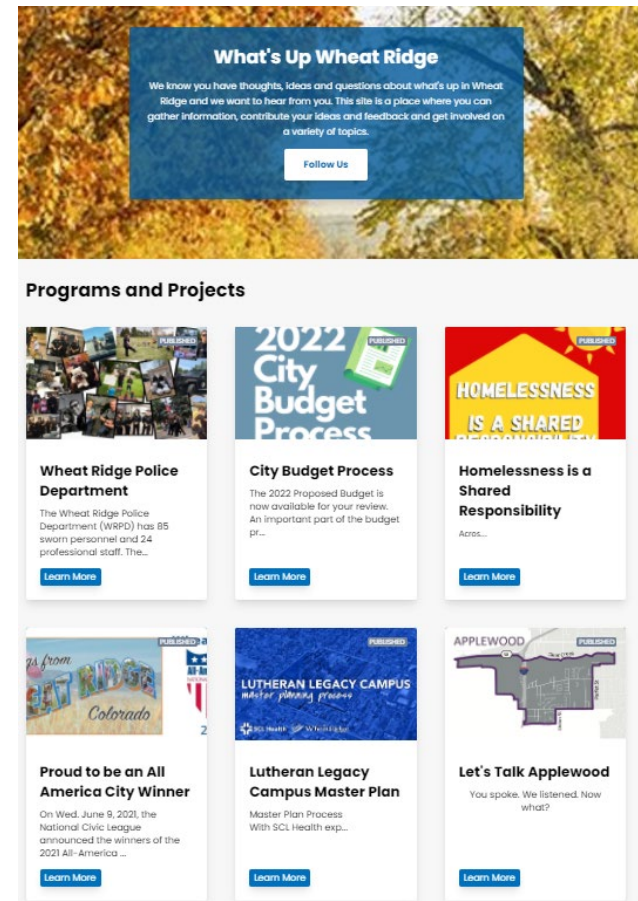 What's Up Wheat Ridge
We know you have thoughts, ideas and questions about what's up in Wheat
Ridge and we want to hear from you. This site is a place where you can
gather information, contribute your ideas and feedback and get involved on
a variety of topics.
Follow Us
Programs and Projects
PUBLISHED
Wheat Ridge Police
Department
The Wheat Ridge Police
Department (WRPD) has 85
sworn personnel and 24
professional staff. The...
Learn More
2022
City
Budget
Process
PUBLISHED
City Budget Process
The 2022 Proposed Budget is
now available for your review.
An important part of the budget
pr...
Learn More
PUBLISHED
HOMELESSNESS
IS A SHARED
RESPONSIBILITY
Homelessness is a
Shared
Responsibility
Acros...
Learn More
PUBLISHED
gs from
EAT RIDGE
Colorado
Proud to be an All
America City Winner
On Wed. June 9, 2021, the
National Civic League
announced the winners of the
2021 All-America ...
Learn More
PUBLISHED
LUTHERAN LEGACY CAMPUS
master planning process
SCL Health
Lutheran Legacy
Campus Master Plan
Master Plan Process
With SCL Health exp...
Learn More
APPLEWOOD
PUBLISHED
Let's Talk Applewood
You spoke. We listened. Now
what?
Learn More